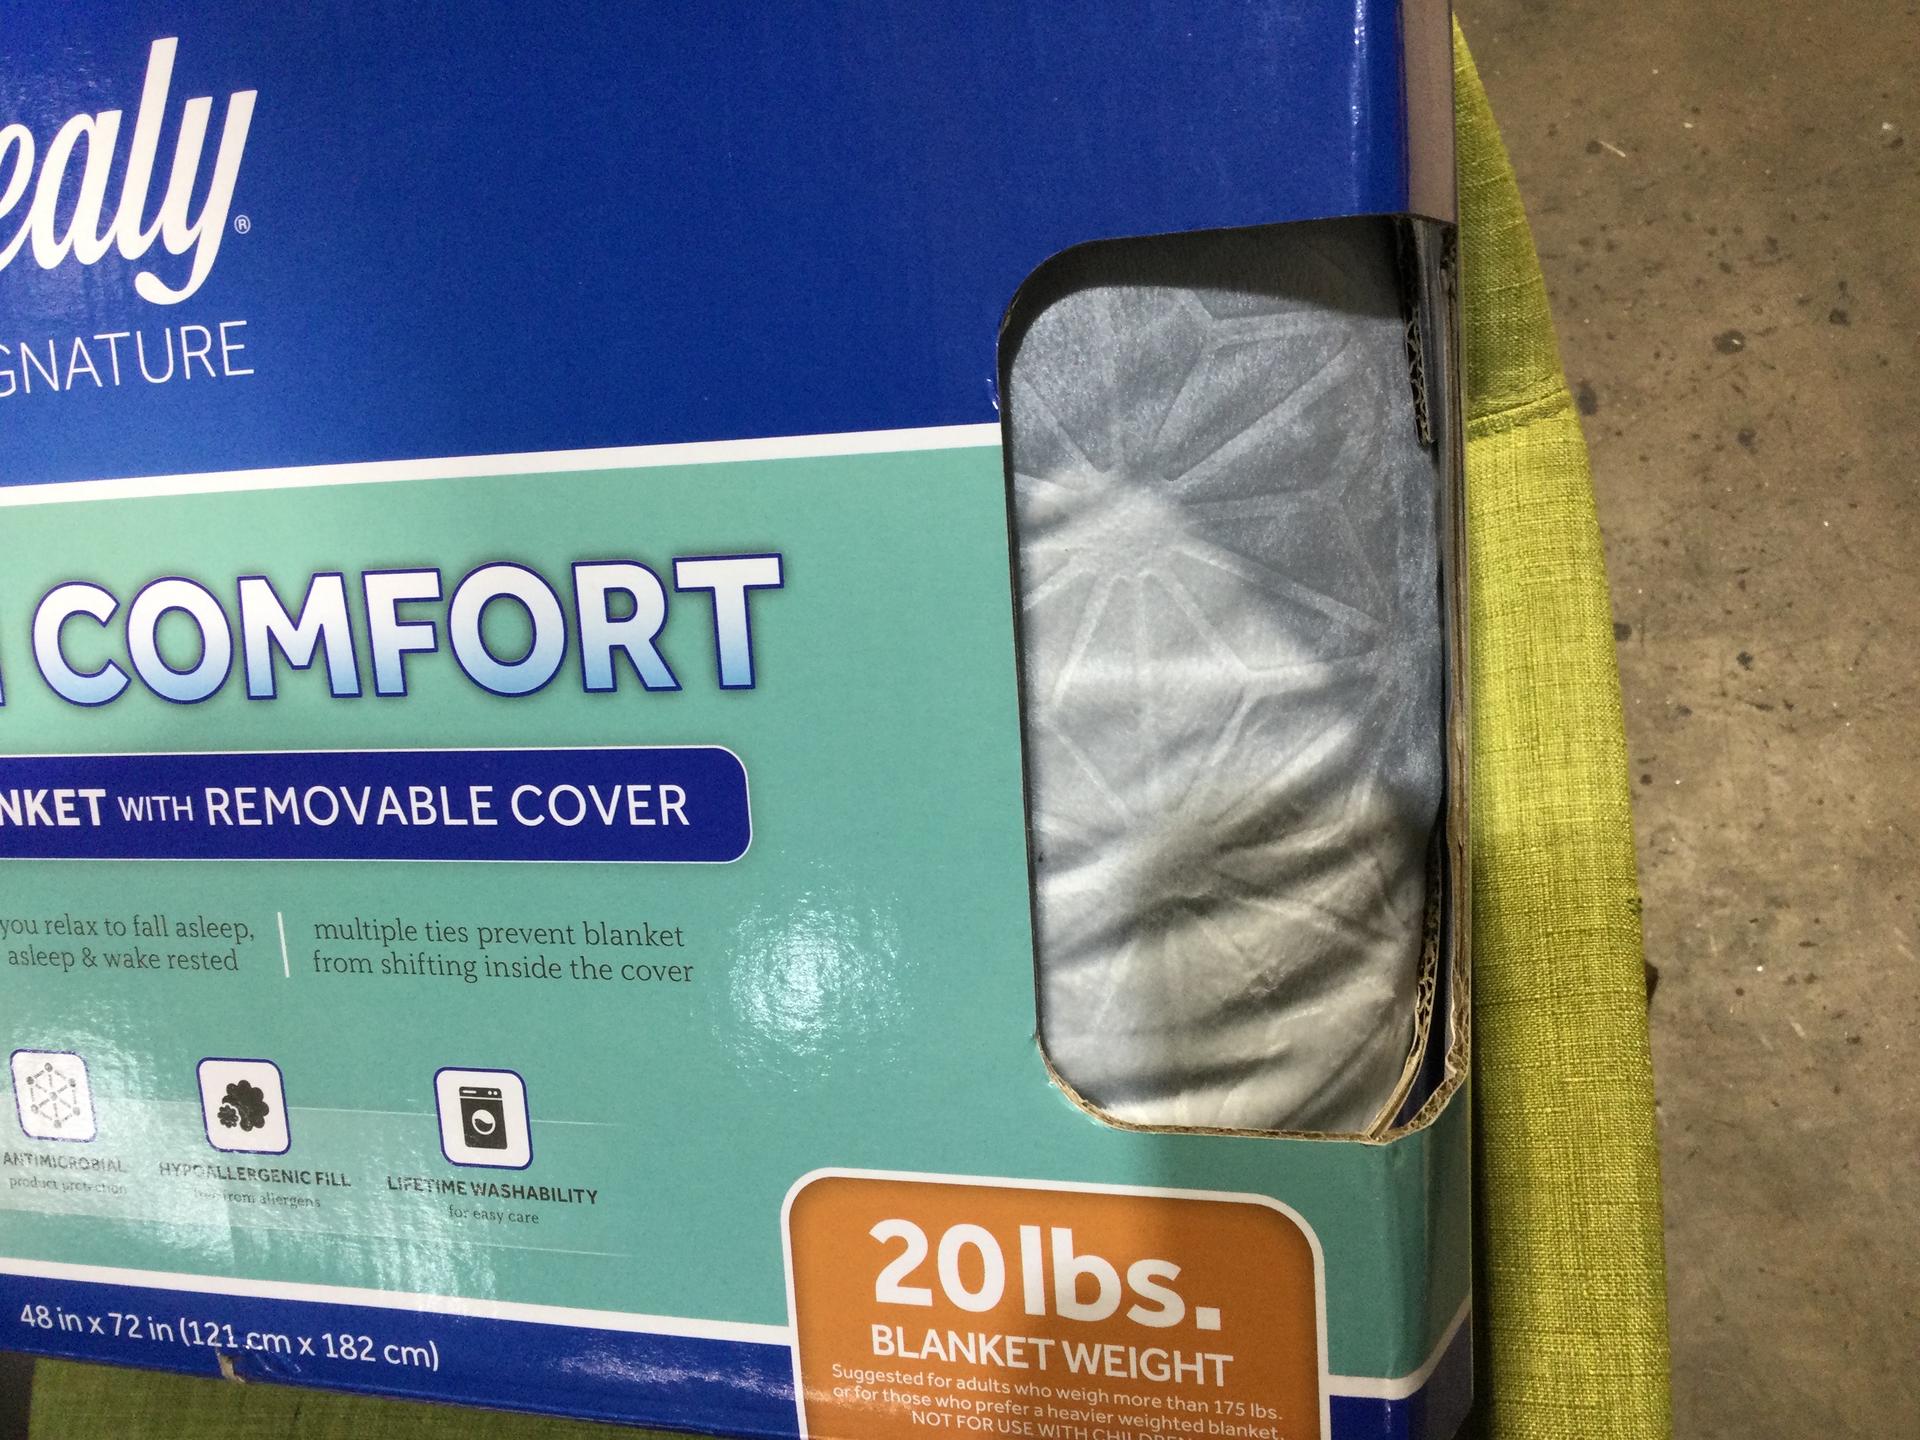 ealy®
GNATURE
COMFORT
NKET WITH REMOVABLE COVER
you relax to fall asleep,
asleep & wake rested
multiple ties prevent blanket
from shifting inside the cover
ANTIMICROBIAL
product protection
HYPOALLERGENIC FILL
free from allergens
LIFETIME WASHABILITY
for easy care
48 in x 72 in (121 cm x 182 cm)
20 lbs.
BLANKET WEIGHT
Suggested for adults who weigh more than 175 lbs.
or for those who prefer a heavier weighted blanket.
NOT FOR USE WITH CHILDREN